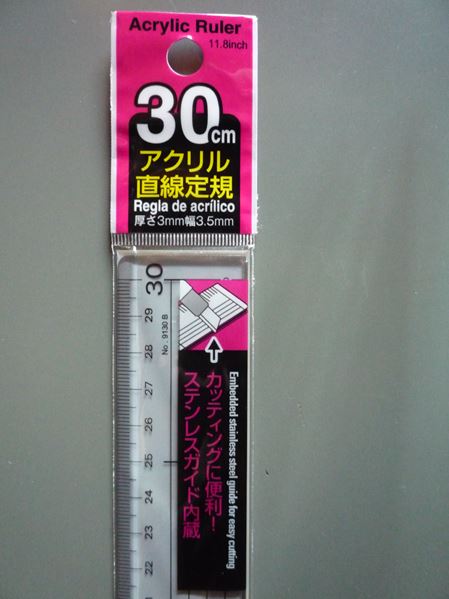 Acrylic Ruler
11.8inch
30cm
アクリル
直線定規
Regla de acrílico
厚さ3mm幅3.5mm
30
29
28
27
26
25
24
23
22
No. 9130 B
Embedded stainless steel guide for easy cutting
カッティングに便利!
ステンレスガイド内蔵